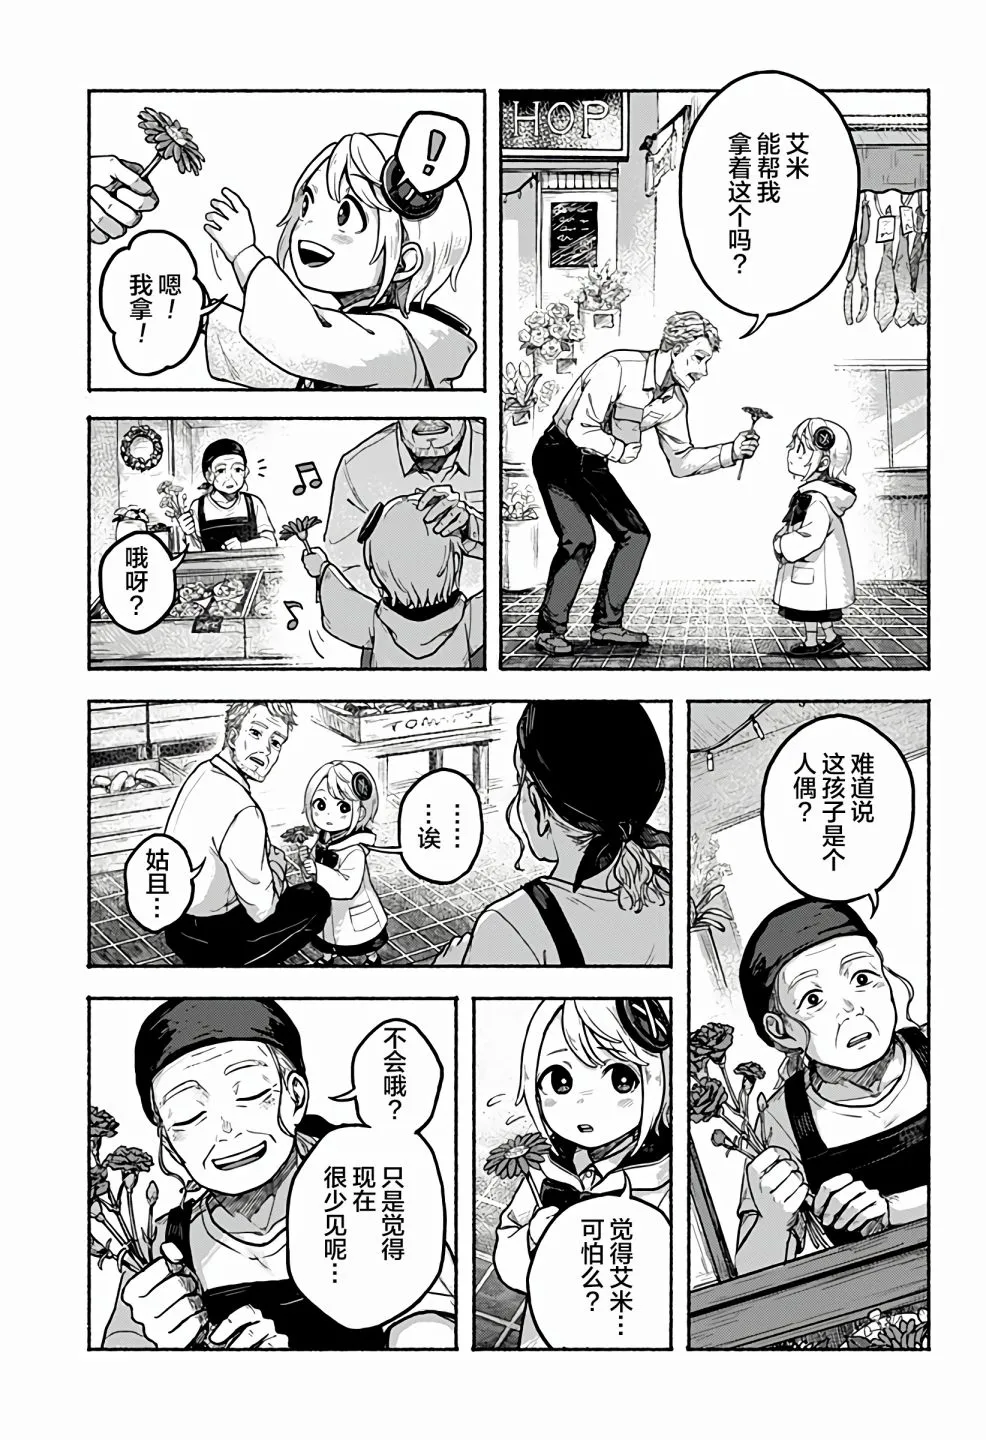 HOP
艾米
能帮我
拿着这个吗？
！
嗯！
我拿！
哦呀？
难道说
这孩子是个
人偶？
TOMATS
……
…诶
姑且…
觉得艾米…
可怕么？
不会哦？
只是觉得
现在
很少见呢…